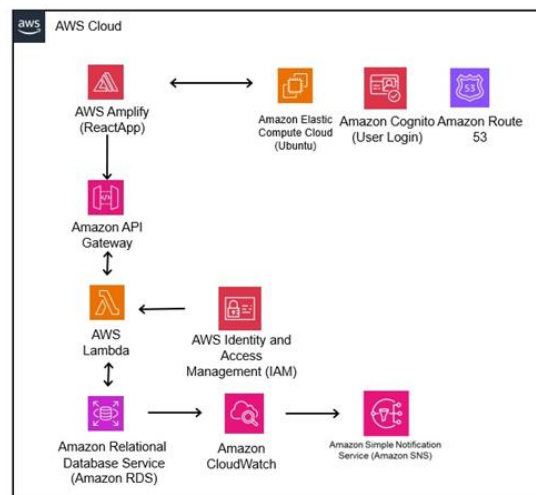 aws
AWS Cloud
AWS Amplify
(ReactApp)
Amazon Elastic
Compute Cloud
(Ubuntu)
Amazon Cognito
(User Login)
53
Amazon Route
53
Amazon API
Gateway
AWS
Lambda
AWS Identity and
Access
Management (IAM)
Amazon Relational
Database Service
(Amazon RDS)
Amazon
CloudWatch
Amazon Simple Notification
Service (Amazon SNS)